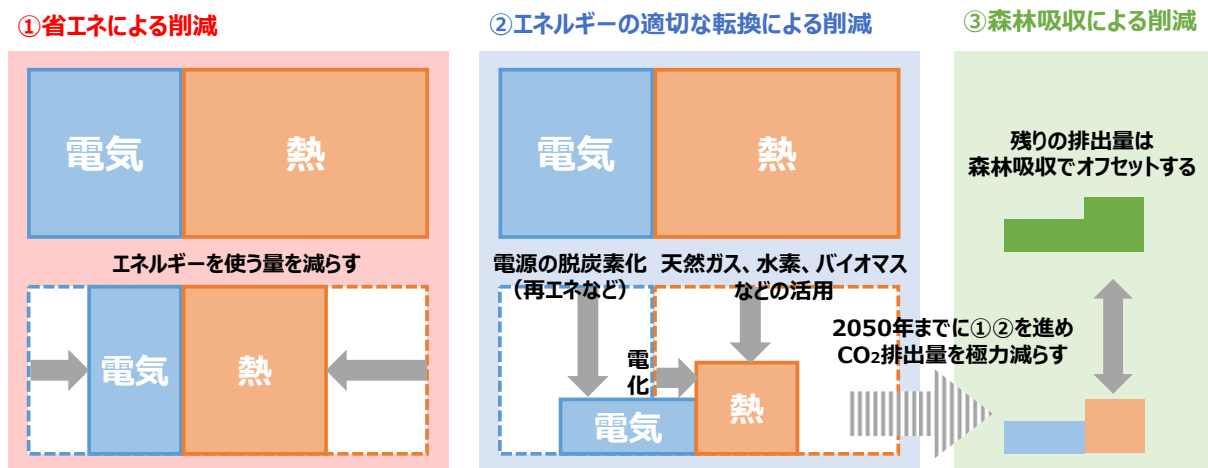 ①省エネによる削減
電気
熱
エネルギーを使う量を減らす
電気
熱
②エネルギーの適切な転換による削減
電気
熱
電源の脱炭素化
（再エネなど）
天然ガス、水素、バイオマス
などの活用
電化
電気
熱
2050年までに①②を進め
CO₂排出量を極力減らす
③森林吸収による削減
残りの排出量は
森林吸収でオフセットする